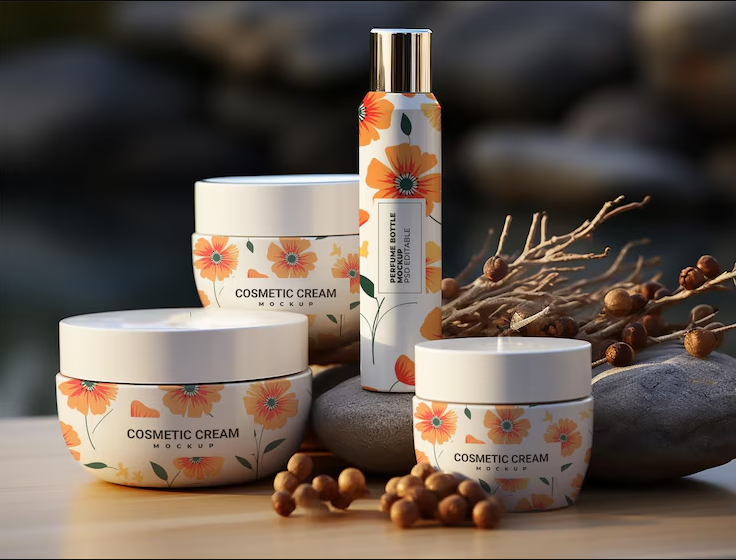 PERFUME BOTTLE
MOCKUP
PSD EDITABLE
COSMETIC CREAM
MOCKUP
COSMETIC CREAM
MOCKUP
COSMETIC CREAM
MOCKUP